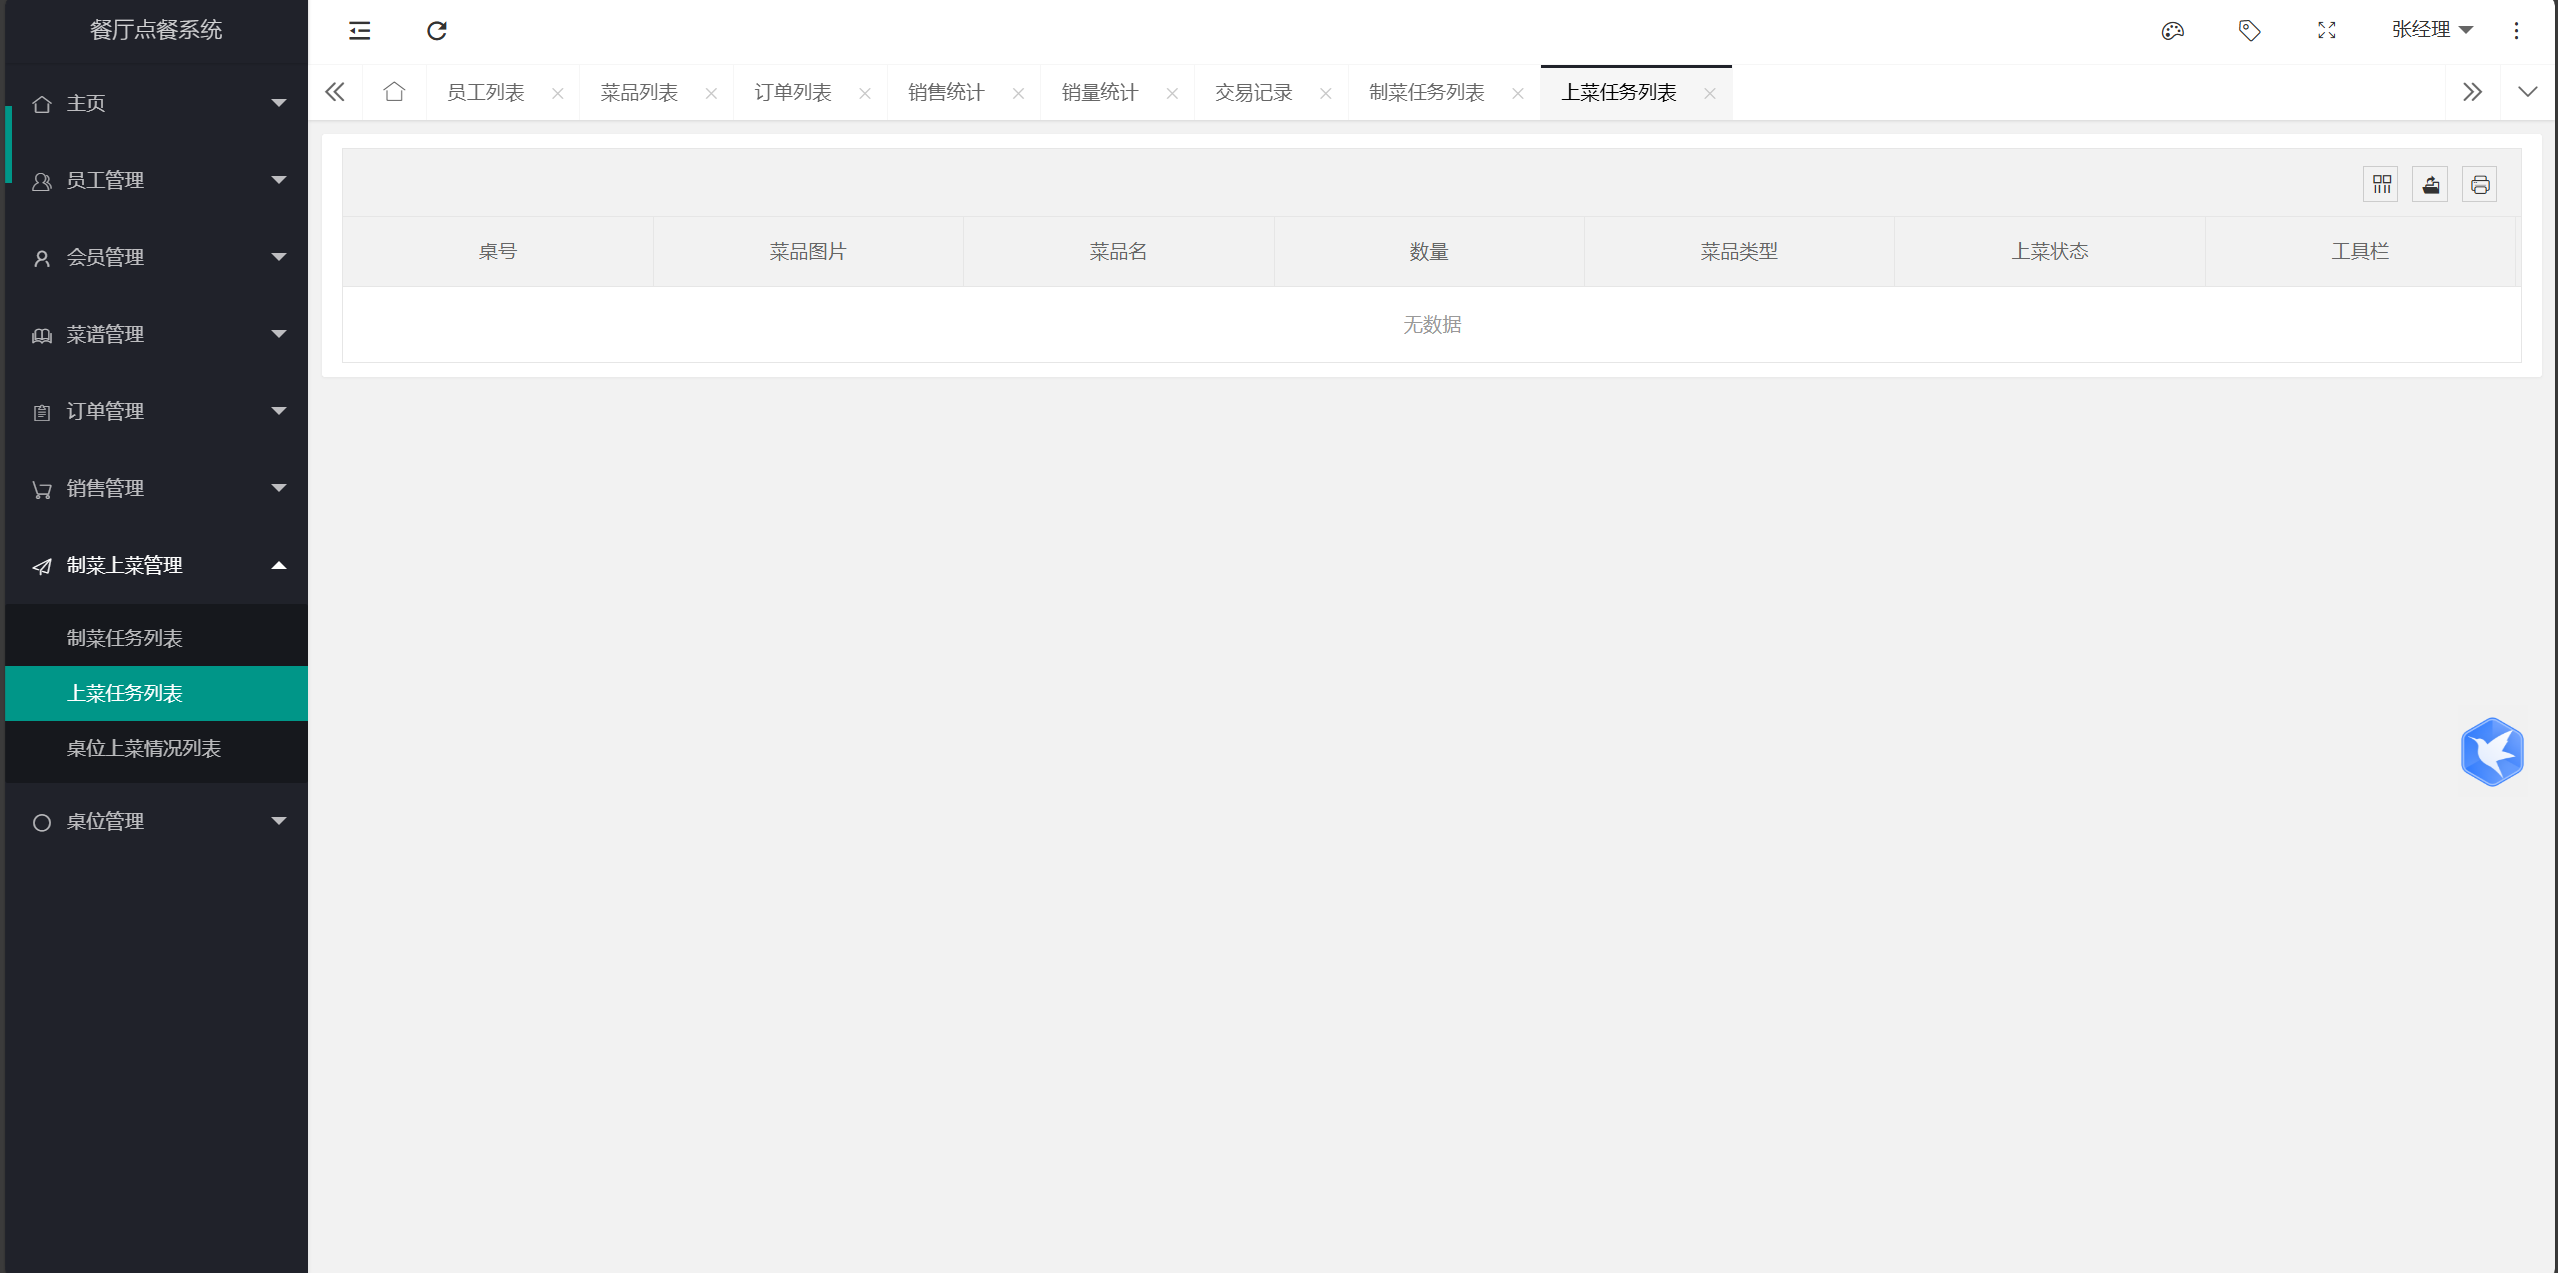 餐厅点餐系统
张经理
主页
员工管理
会员管理
菜谱管理
订单管理
销售管理
制菜上菜管理
制菜任务列表
上菜任务列表
桌位上菜情况列表
桌位管理
员工列表 菜品列表 订单列表 销售统计 销量统计 交易记录 制菜任务列表 上菜任务列表
桌号 菜品图片 菜品名 数量 菜品类型 上菜状态 工具栏
无数据